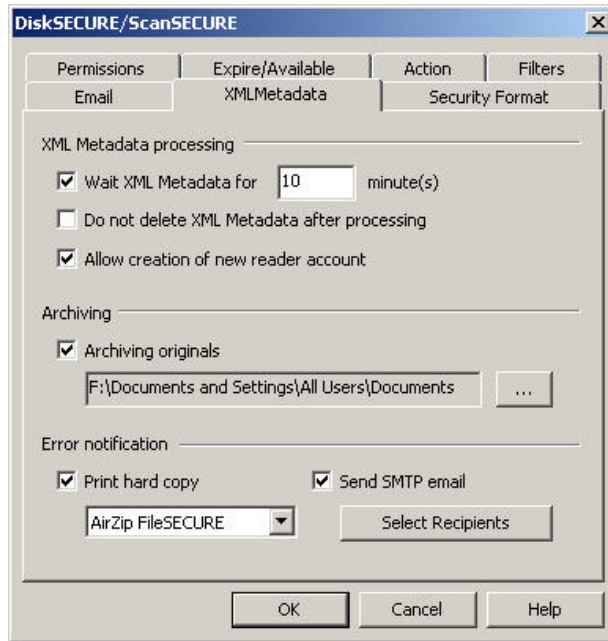 DiskSECURE/ScanSECURE
Permissions Expire/Available Action Filters
Email XMLMetadata Security Format
XML Metadata processing
Wait XML Metadata for 10 minute(s)
Do not delete XML Metadata after processing
Allow creation of new reader account
Archiving
Archiving originals
F:\Documents and Settings\All Users\Documents ...
Error notification
Print hard copy Send SMTP email
AirZip FileSECURE Select Recipients
OK Cancel Help